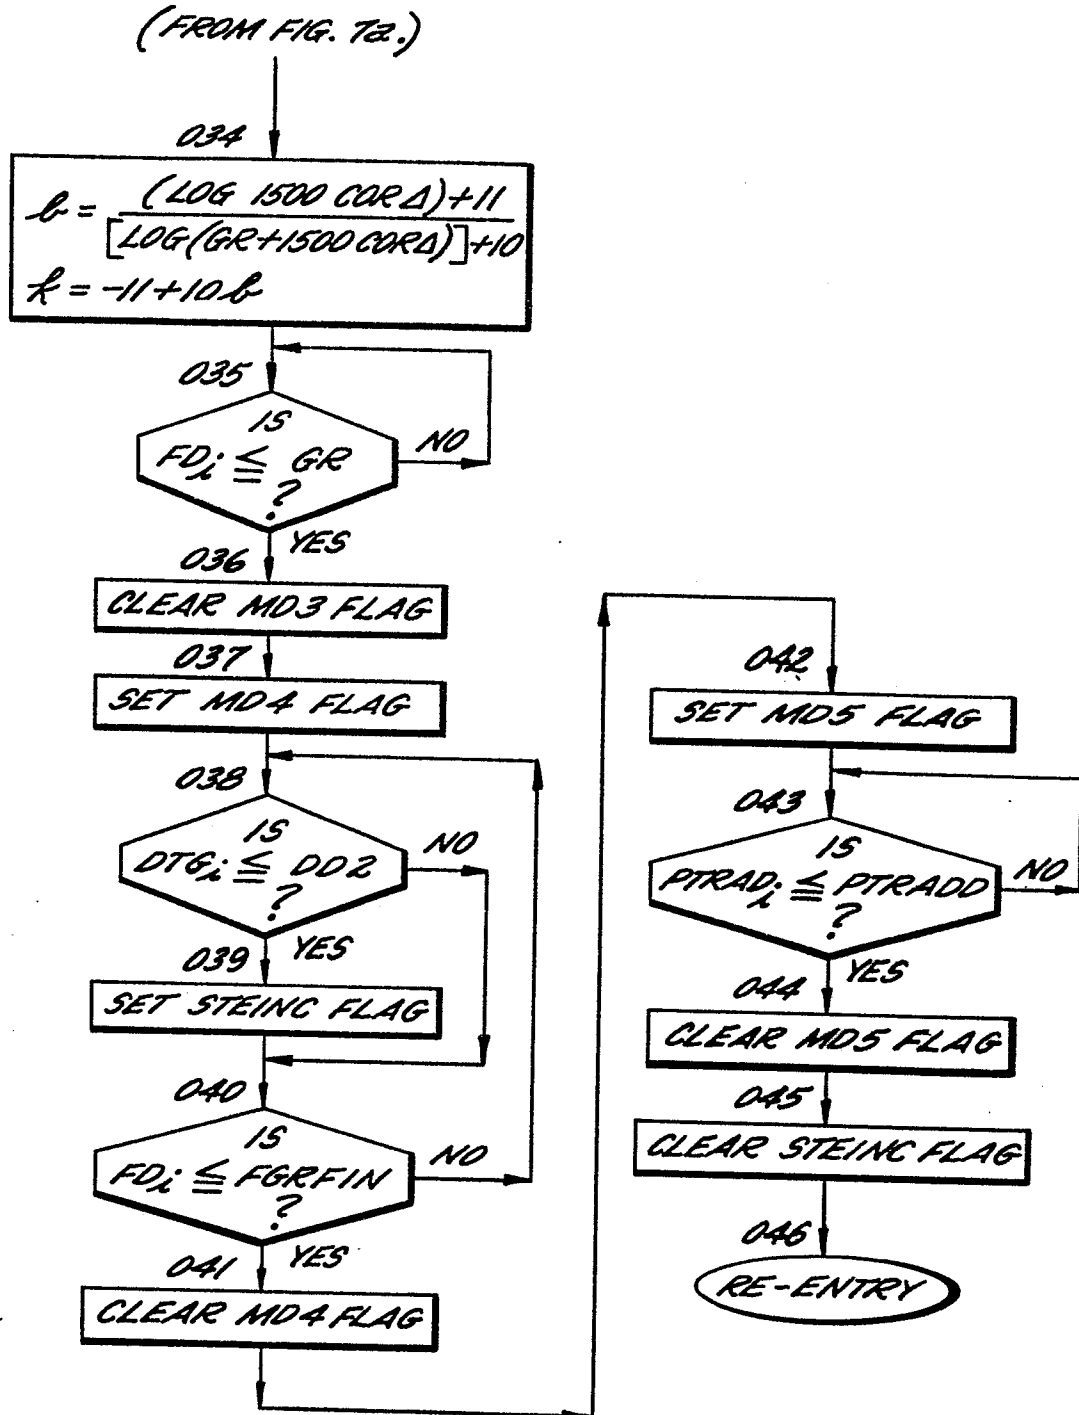 (FROM FIG. 7a.)
034
b = (LOG 1500 COR Δ)+11
[LOG(GR+1500 CORΔ)]+10
k = -11+10b
035
IS
FDi ≦ GR
?
NO
YES
036
CLEAR MD3 FLAG
037
SET MD4 FLAG
038
IS
DTGi ≦ DD2
?
NO
YES
039
SET STEINC FLAG
040
IS
FDi ≦ FGRFIN
?
NO
YES
041
CLEAR MD4 FLAG
042
SET MD5 FLAG
043
IS
PTRADi ≦ PTRADD
?
NO
YES
044
CLEAR MD5 FLAG
045
CLEAR STEINC FLAG
046
RE-ENTRY